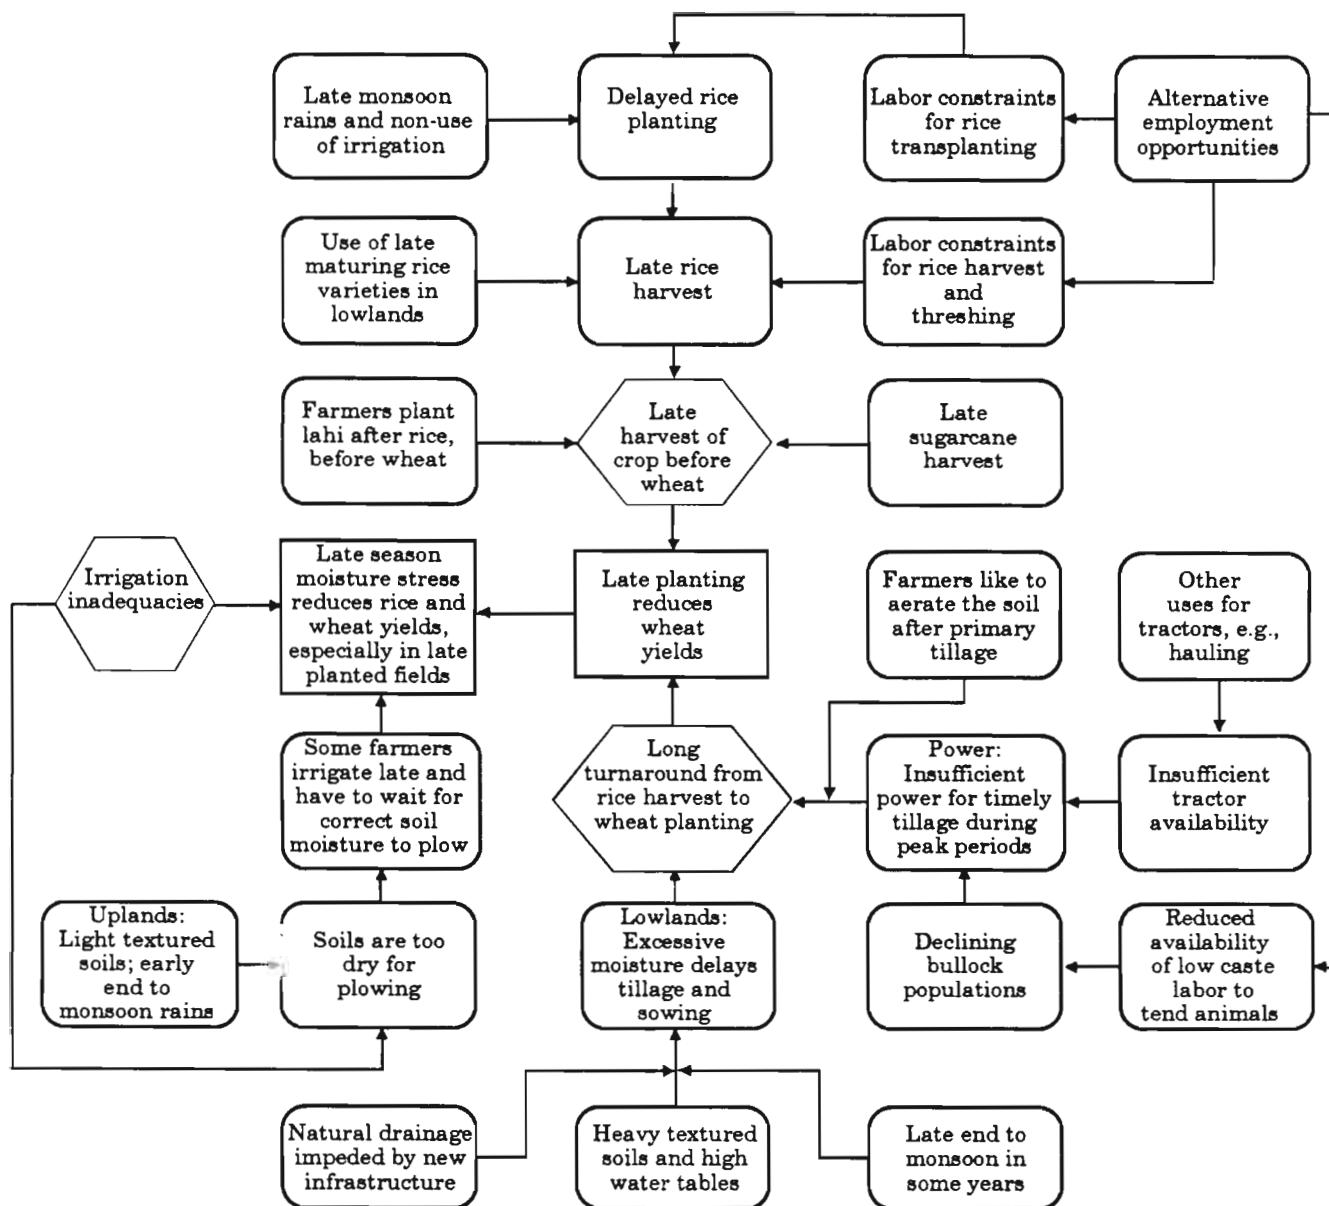 Late monsoon
rains and non-use
of irrigation
Delayed rice
planting
Labor constraints
for rice
transplanting
Alternative
employment
opportunities
Use of late
maturing rice
varieties in
lowlands
Late rice
harvest
Labor constraints
for rice harvest
and
threshing
Farmers plant
lahi after rice,
before wheat
Late
harvest of
crop before
wheat
Late
sugarcane
harvest
Irrigation
inadequacies
Late season
moisture stress
reduces rice and
wheat yields,
especially in late
planted fields
Late planting
reduces
wheat
yields
Farmers like to
aerate the soil
after primary
tillage
Other
uses for
tractors, e.g.,
hauling
Some farmers
irrigate late and
have to wait for
correct soil
moisture to plow
Long
turnaround from
rice harvest to
wheat planting
Power:
Insufficient
power for timely
tillage during
peak periods
Insufficient
tractor
availability
Uplands:
Light textured
soils; early
end to
monsoon rains
Soils are too
dry for
plowing
Lowlands:
Excessive
moisture delays
tillage and
sowing
Declining
bullock
populations
Reduced
availability
of low caste
labor to
tend animals
Natural drainage
impeded by new
infrastructure
Heavy textured
soils and high
water tables
Late end to
monsoon in
some years